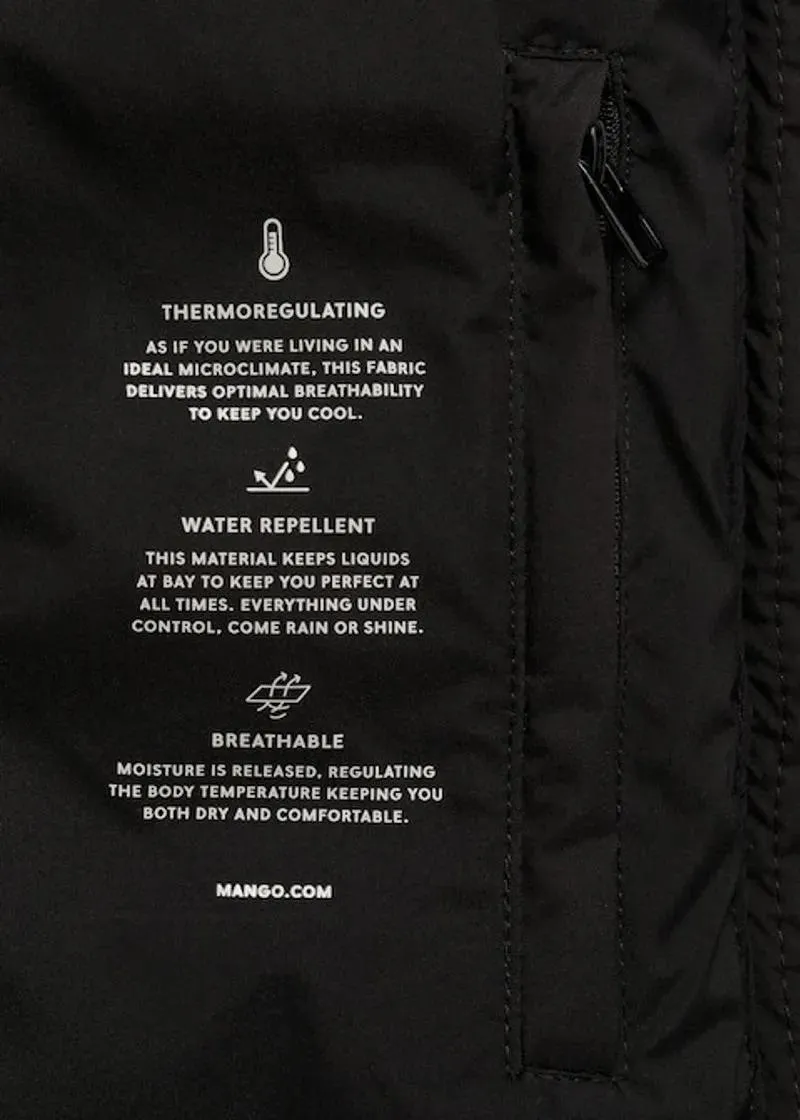 THERMOREGULATING
AS IF YOU WERE LIVING IN AN
IDEAL MICROCLIMATE, THIS FABRIC
DELIVERS OPTIMAL BREATHABILITY
TO KEEP YOU COOL.
WATER REPELLENT
THIS MATERIAL KEEPS LIQUIDS
AT BAY TO KEEP YOU PERFECT AT
ALL TIMES. EVERYTHING UNDER
CONTROL, COME RAIN OR SHINE.
BREATHABLE
MOISTURE IS RELEASED, REGULATING
THE BODY TEMPERATURE KEEPING YOU
BOTH DRY AND COMFORTABLE.
MANGO.COM